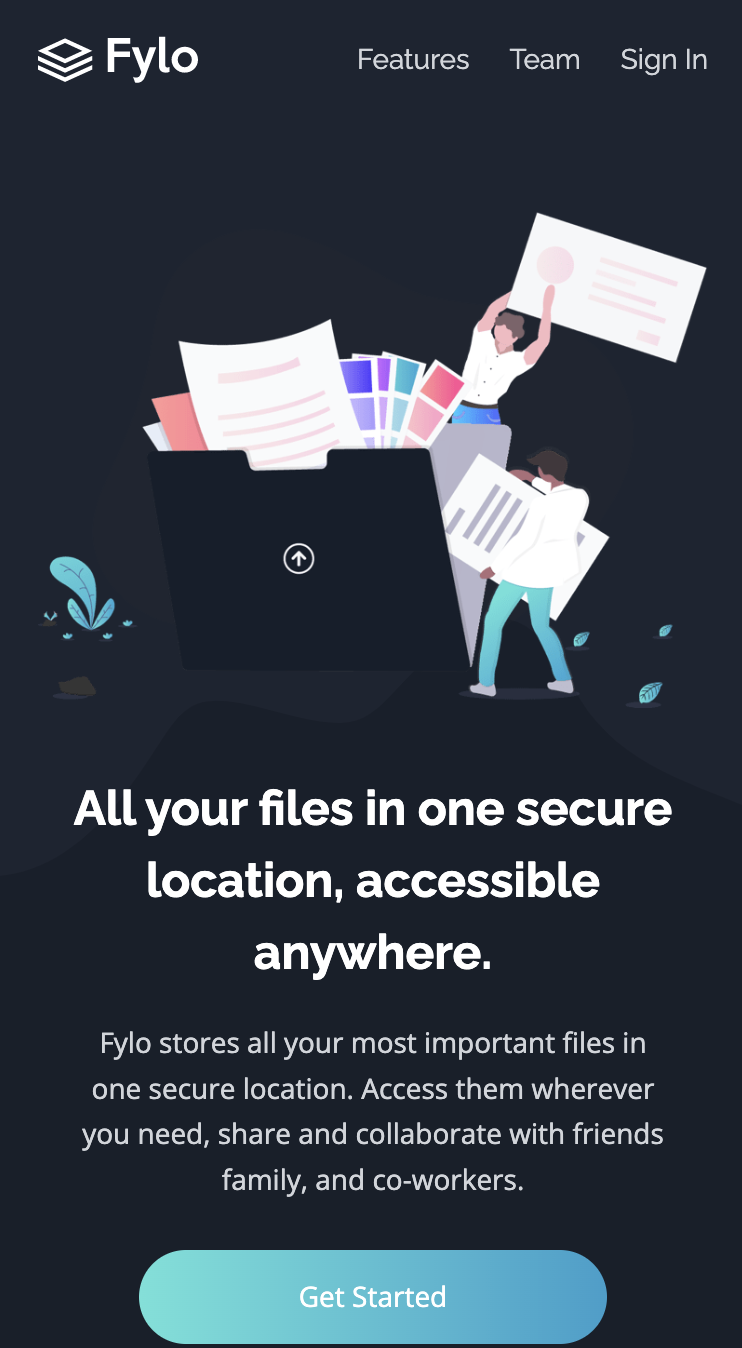 Fylo
Features Team Sign In
All your files in one secure
location, accessible
anywhere.
Fylo stores all your most important files in
one secure location. Access them wherever
you need, share and collaborate with friends
family, and co-workers.
Get Started